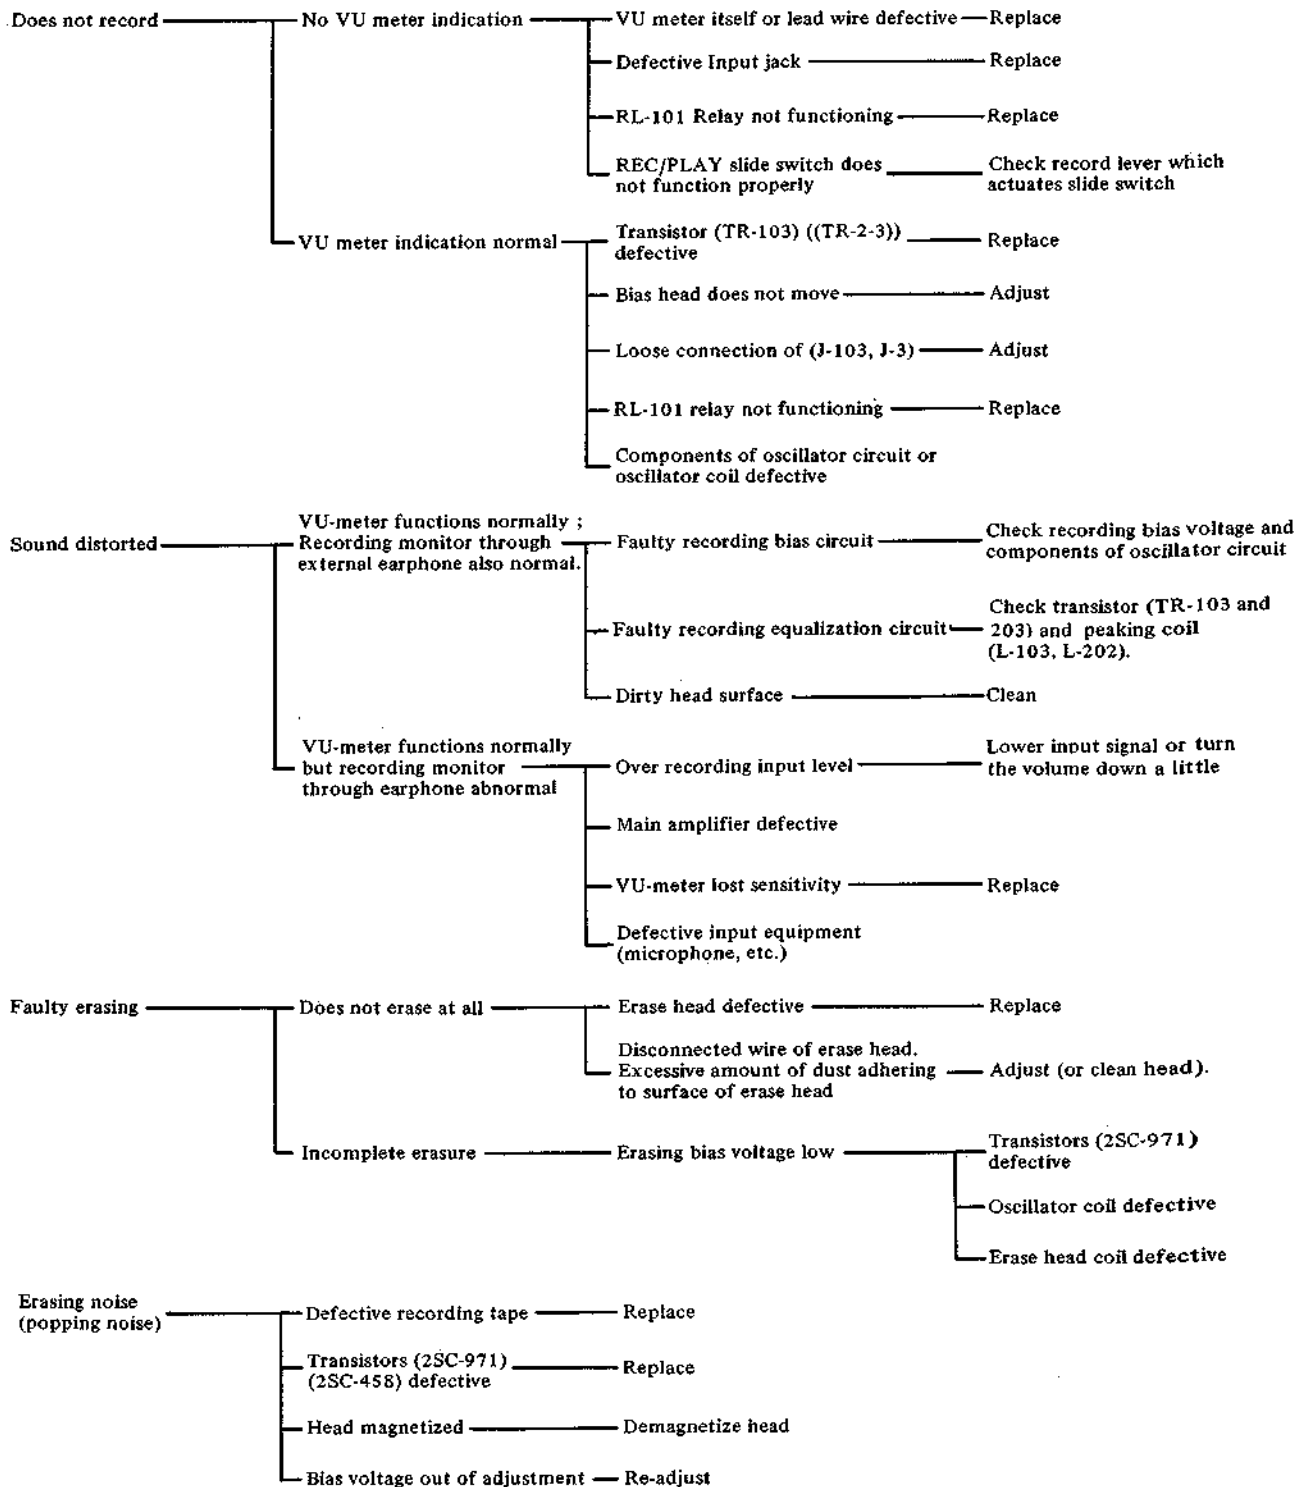 Does not record
No VU meter indication
VU meter itself or lead wire defective
Replace
Defective Input jack
Replace
RL-101 Relay not functioning
Replace
REC/PLAY slide switch does
not function properly
Check record lever which
actuates slide switch
VU meter indication normal
Transistor (TR-103) ((TR-2-3))
defective
Replace
Bias head does not move
Adjust
Loose connection of (J-103, J-3)
Adjust
RL-101 relay not functioning
Replace
Components of oscillator circuit or
oscillator coil defective
Sound distorted
VU-meter functions normally ;
Recording monitor through
external earphone also normal.
Faulty recording bias circuit
Check recording bias voltage and
components of oscillator circuit
Faulty recording equalization circuit
Check transistor (TR-103 and
203) and peaking coil
(L-103, L-202).
Dirty head surface
Clean
VU-meter functions normally
but recording monitor
through earphone abnormal
Over recording input level
Lower input signal or turn
the volume down a little
Main amplifier defective
VU-meter lost sensitivity
Replace
Defective input equipment
(microphone, etc.)
Faulty erasing
Does not erase at all
Erase head defective
Replace
Disconnected wire of erase head.
Excessive amount of dust adhering
to surface of erase head
Adjust (or clean head).
Incomplete erasure
Erasing bias voltage low
Transistors (2SC-971)
defective
Oscillator coil defective
Erase head coil defective
Erasing noise
(popping noise)
Defective recording tape
Replace
Transistors (2SC-971)
(2SC-458) defective
Replace
Head magnetized
Demagnetize head
Bias voltage out of adjustment
Re-adjust